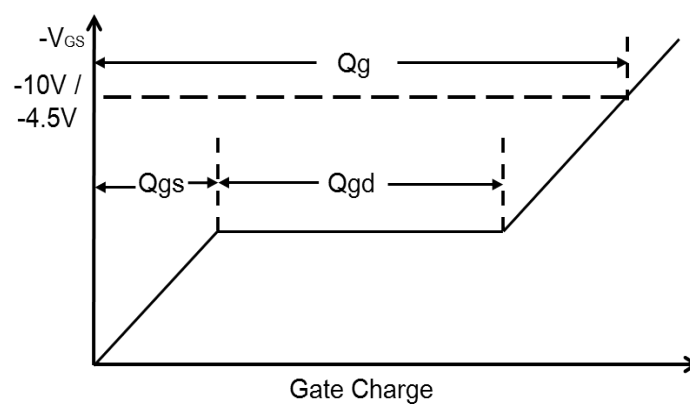 -VGS
Qg
-10V /
-4.5V
Qgs
Qgd
Gate Charge